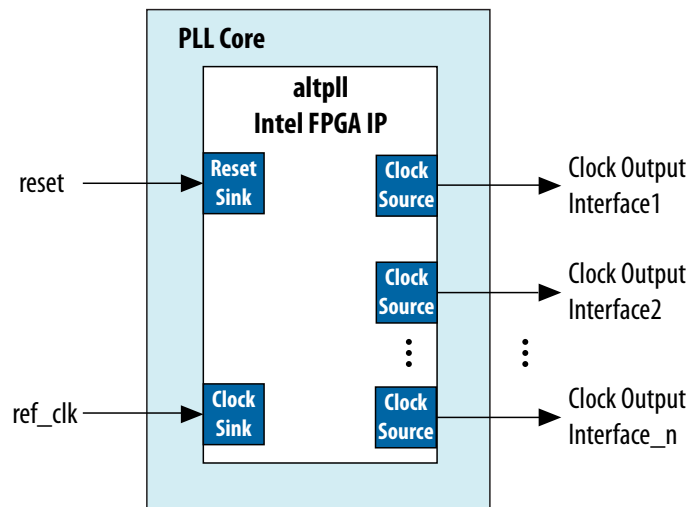 PLL Core
altpll
Intel FPGA IP
reset
Reset
Sink
Clock
Source
Clock Output
Interface1
Clock
Source
Clock Output
Interface2
ref_clk
Clock
Sink
Clock
Source
Clock Output
Interface_n